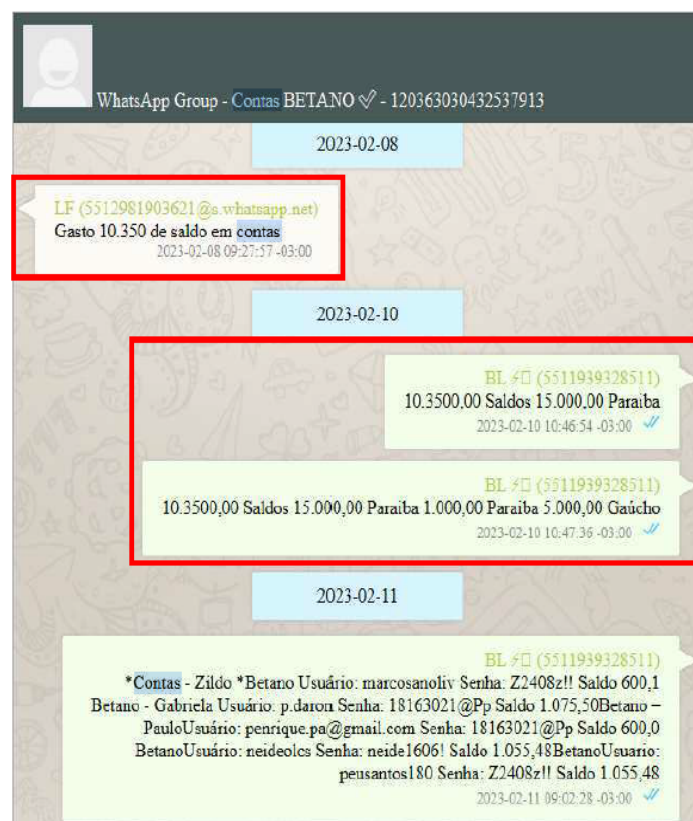 WhatsApp Group - Contas BETANO ✅ - 120363030432537913
2023-02-08
LF (5512981903621@s.whatsapp.net)
Gasto 10.350 de saldo em contas
2023-02-08 09:27:57 -03:00
2023-02-10
BL ⚡ (5511939328511)
10.3500,00 Saldos 15.000,00 Paraiba
2023-02-10 10:46:54 -03:00
BL ⚡ (5511939328511)
10.3500,00 Saldos 15.000,00 Paraiba 1.000,00 Paraiba 5.000,00 Gaúcho
2023-02-10 10:47:36 -03:00
2023-02-11
BL ⚡ (5511939328511)
*Contas - Zildo *Betano Usuário: marcosanoliv Senha: Z2408z!! Saldo 600,1
Betano - Gabriela Usuário: p.daron Senha: 18163021@Pp Saldo 1.075,50Betano –
PauloUsuário: penrique.pa@gmail.com Senha: 18163021@Pp Saldo 600,0
BetanoUsuário: neideolcs Senha: neide1606! Saldo 1.055,48BetanoUsuario:
peusantos180 Senha: Z2408z!! Saldo 1.055,48
2023-02-11 09:02:28 -03:00